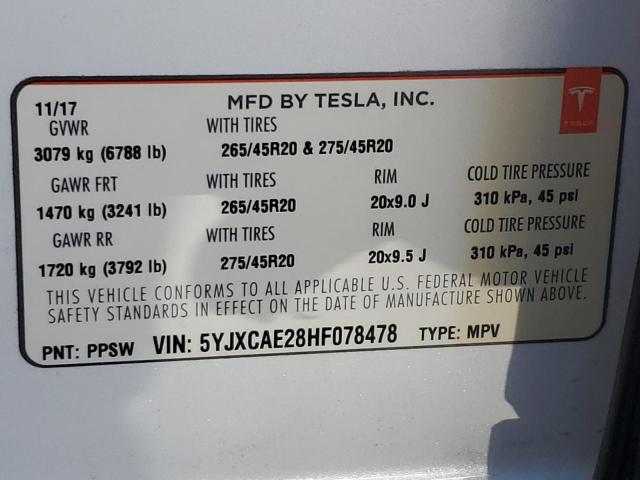 11/17 MFD BY TESLA, INC.
TESLA
GVWR WITH TIRES
3079 kg (6788 lb) 265/45R20 & 275/45R20
GAWR FRT WITH TIRES RIM COLD TIRE PRESSURE
1470 kg (3241 lb) 265/45R20 20x9.0 J 310 kPa, 45 psi
GAWR RR WITH TIRES RIM COLD TIRE PRESSURE
1720 kg (3792 lb) 275/45R20 20x9.5 J 310 kPa, 45 psi
THIS VEHICLE CONFORMS TO ALL APPLICABLE U.S. FEDERAL MOTOR VEHICLE
SAFETY STANDARDS IN EFFECT ON THE DATE OF MANUFACTURE SHOWN ABOVE.
PNT: PPSW VIN: 5YJXCAE28HF078478 TYPE: MPV